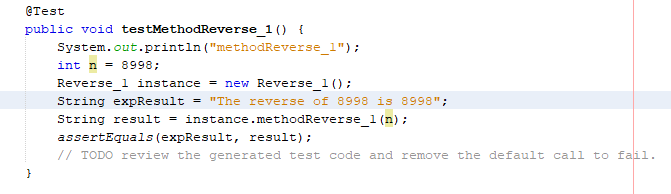 @Test
public void testMethodReverse_1() {
System.out.println("methodReverse_1");
int n = 8998;
Reverse_1 instance = new Reverse_1();
String expResult = "The reverse of 8998 is 8998";
String result = instance.methodReverse_1(n);
assertEquals(expResult, result);
// TODO review the generated test code and remove the default call to fail.
}